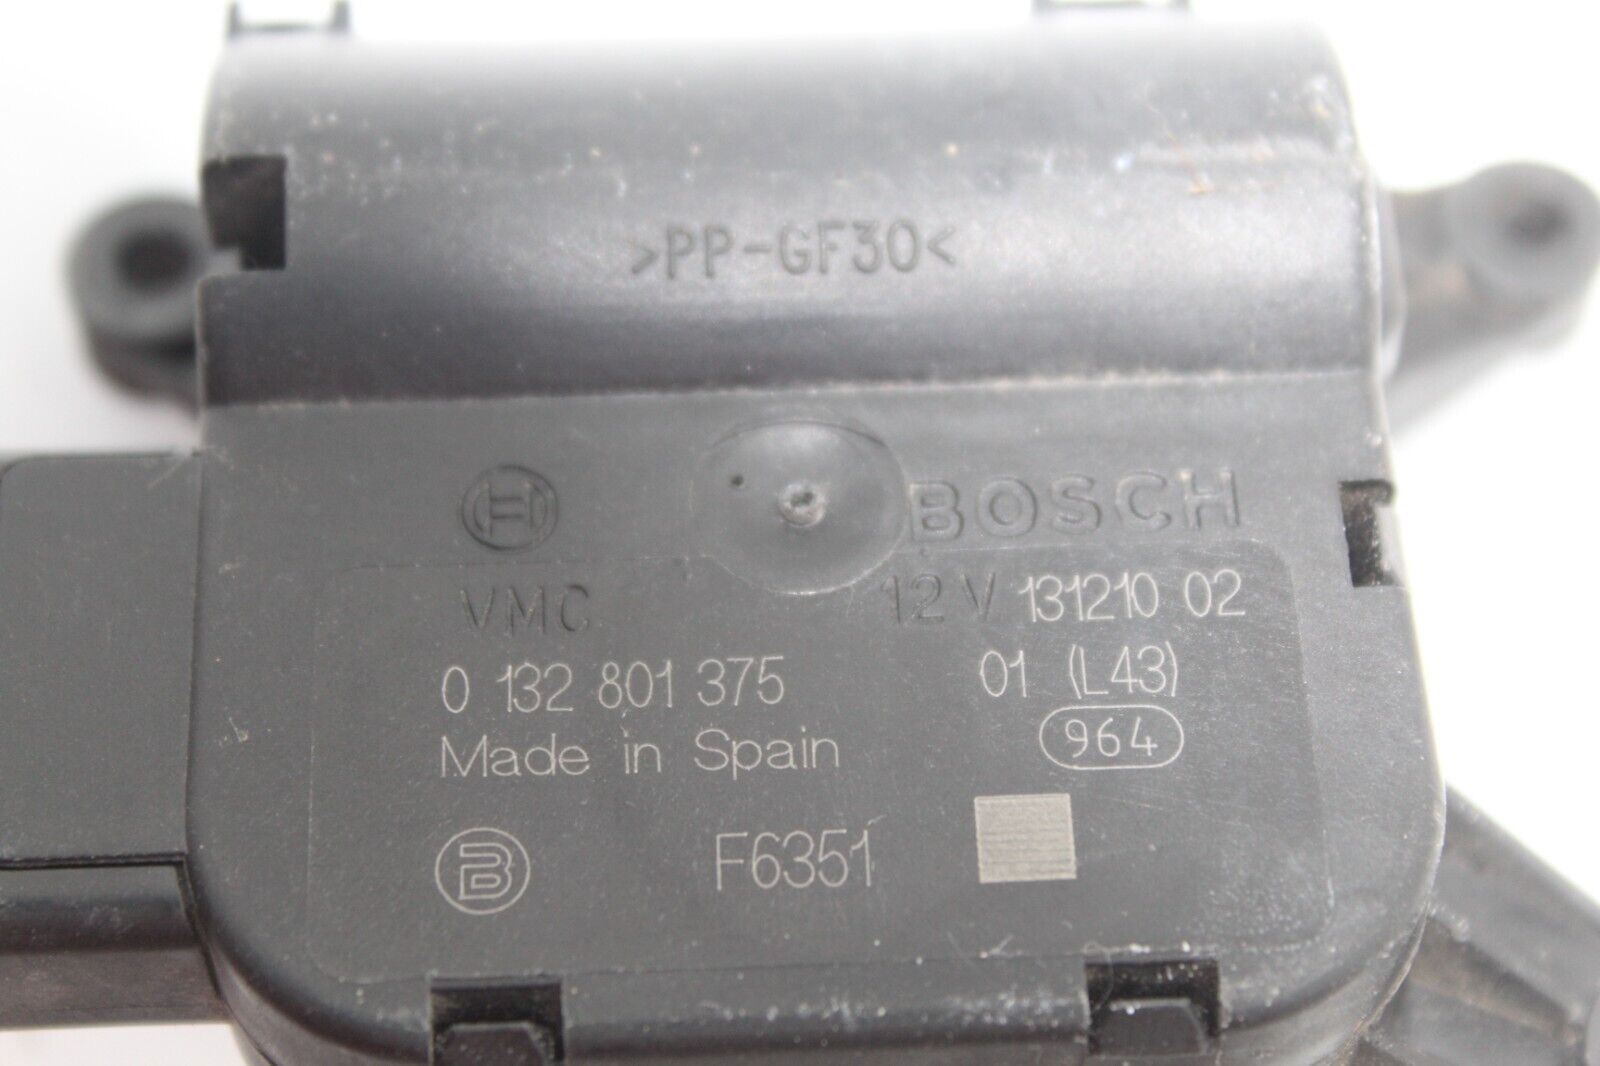 >PP-GF30<
BOSCH
VMC 12 V 131210 02
0 132 801 375 01 (L43)
Made in Spain 964
B F6351